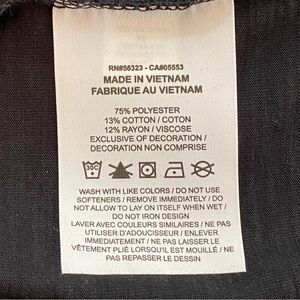 RN#56323 - CA#05553
MADE IN VIETNAM
FABRIQUE AU VIETNAM
75% POLYESTER
13% COTTON / COTON
12% RAYON / VISCOSE
EXCLUSIVE OF DECORATION /
DECORATION NON COMPRISE
WASH WITH LIKE COLORS / DO NOT USE
SOFTENERS / REMOVE IMMEDIATELY / DO
NOT ALLOW TO LAY ON ITSELF WHEN WET /
DO NOT IRON DESIGN
LAVER AVEC COULEURS SIMILAIRES / NE PAS
UTILISER D'ADOUCISSEUR / ENLEVER
IMMEDIATEMENT / NE PAS LAISSER LE
VÊTEMENT PLIÉ LORSQU'IL EST MOUILLÉ / NE
PAS REPASSER LE DESSIN